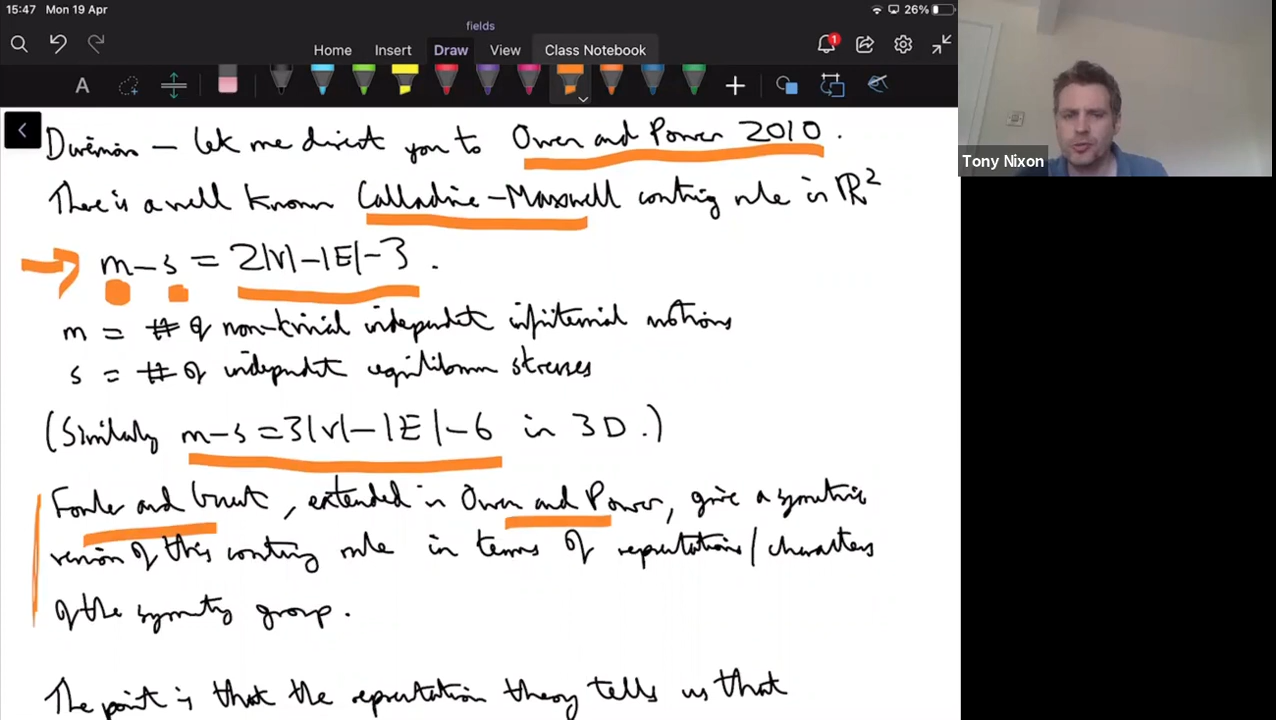 15:47 Mon 19 Apr
26%
fields
Home Insert Draw View Class Notebook
1
A
Tony Nixon
Diversion – let me direct you to Owen and Power 2010.
There is a well known Calladine-Maxwell counting rule in ℝ²
m-s = 2|V|-|E|-3.
m = # of non-trivial independent infinitesimal motions
s = # of independent equilibrium stresses
(Similarly m-s=3|V|-|E|-6 in 3D.)
Fowler and Guest, extended in Owen and Power, give a symmetric
version of this counting rule in terms of representations/characters
of the symmetry group.
The point is that the representation theory tells us that